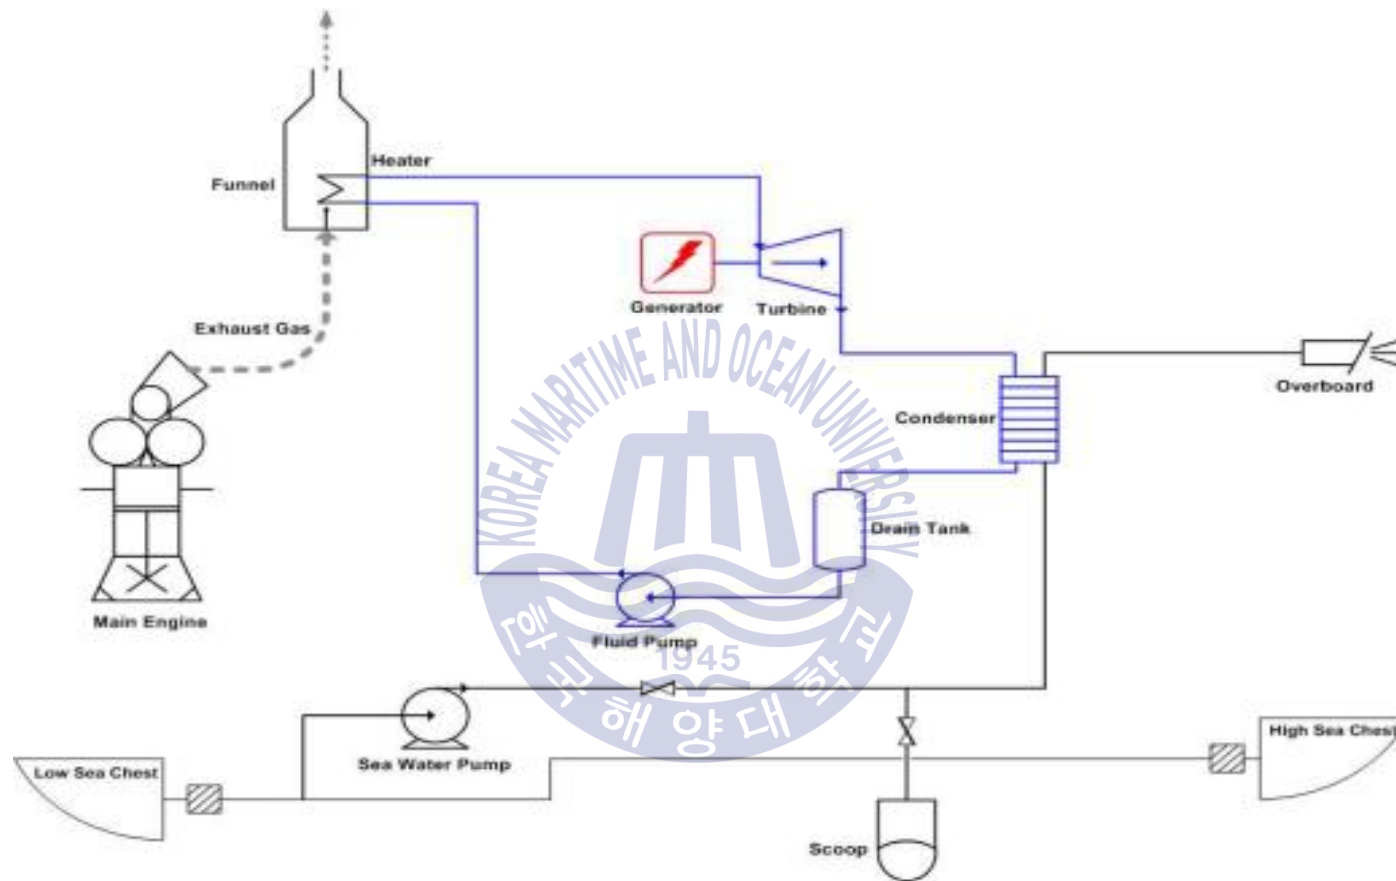 Heater
Funnel
Generator
Turbine
Exhaust Gas
Overboard
Condenser
KOREA MARITIME AND OCEAN UNIVERSITY
Drain Tank
Main Engine
Fluid Pump
1945
한국해양대학교
Sea Water Pump
Low Sea Chest
High Sea Chest
Scoop